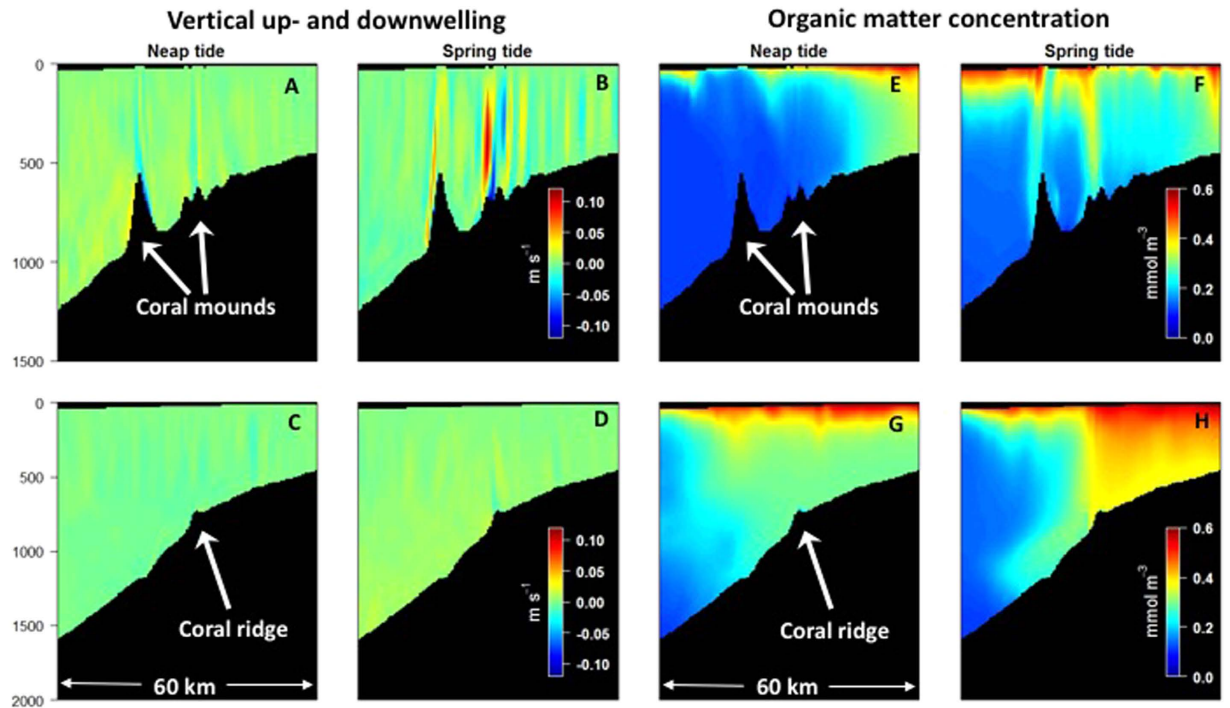 Vertical up- and downwelling
Organic matter concentration
Neap tide
Spring tide
Neap tide
Spring tide
0
500
1000
1500
A
Coral mounds
B
0.10
0.05
0.00
-0.05
-0.10
m s⁻¹
E
Coral mounds
F
0.6
0.4
0.2
0.0
mmol m⁻³
0
500
1000
1500
2000
C
Coral ridge
60 km
D
0.10
0.05
0.00
-0.05
-0.10
m s⁻¹
G
Coral ridge
60 km
H
0.6
0.4
0.2
0.0
mmol m⁻³